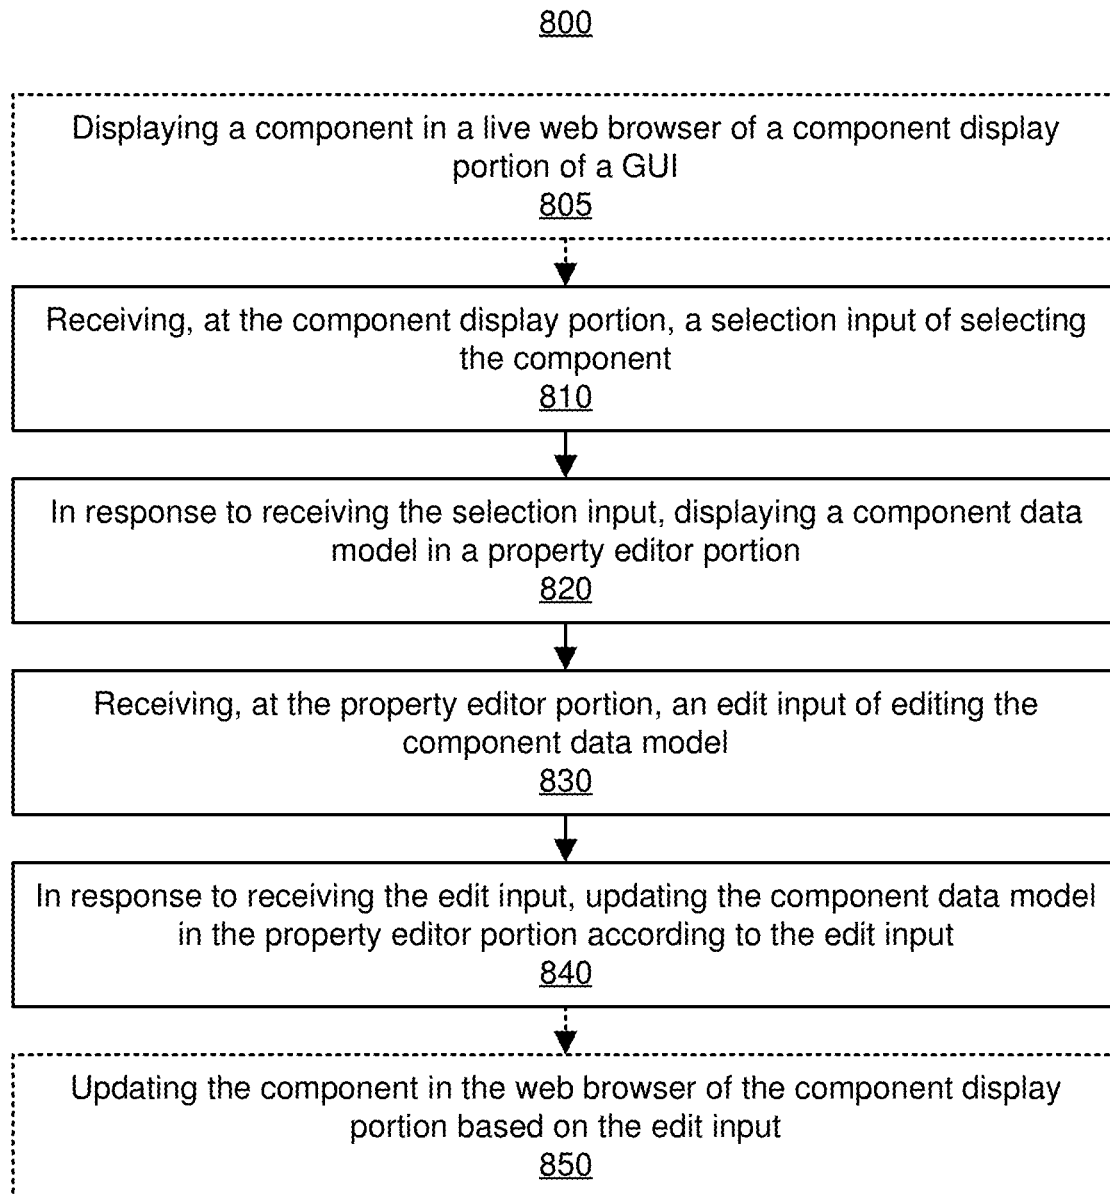 800
Displaying a component in a live web browser of a component display
portion of a GUI
805
Receiving, at the component display portion, a selection input of selecting
the component
810
In response to receiving the selection input, displaying a component data
model in a property editor portion
820
Receiving, at the property editor portion, an edit input of editing the
component data model
830
In response to receiving the edit input, updating the component data model
in the property editor portion according to the edit input
840
Updating the component in the web browser of the component display
portion based on the edit input
850